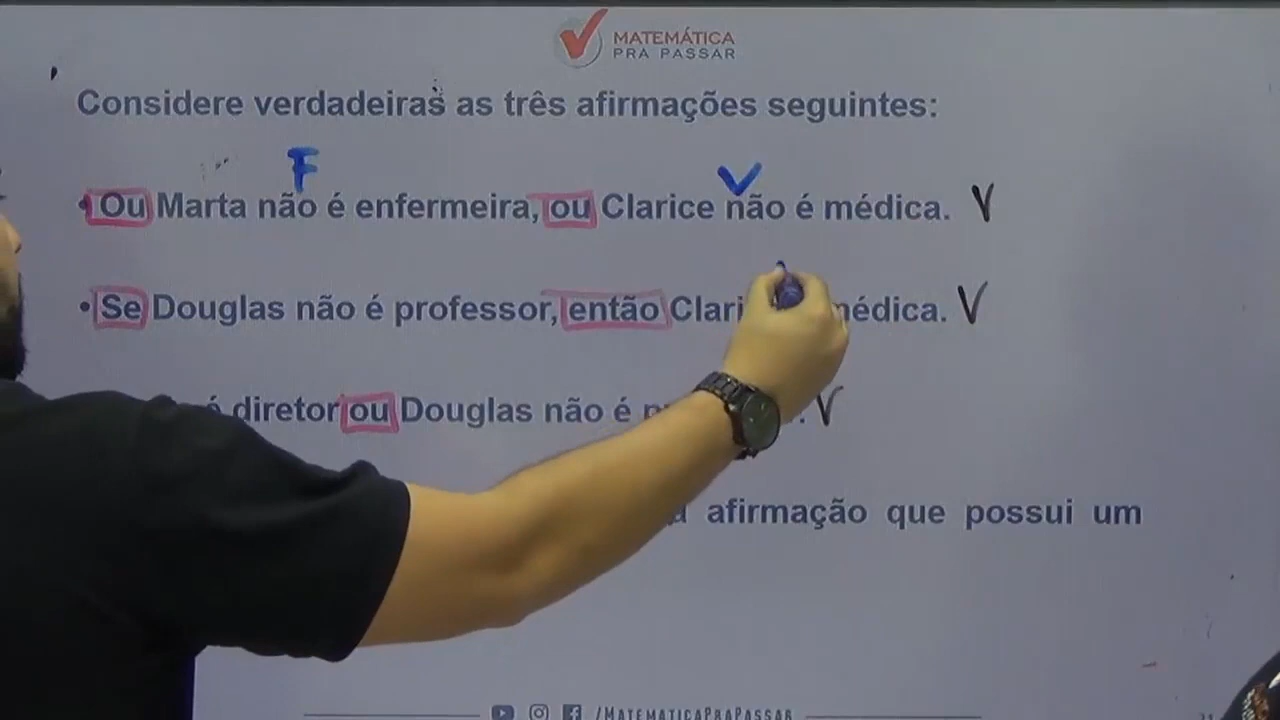 MATEMÁTICA
PRA PASSAR
Considere verdadeiras as três afirmações seguintes:
F V
• Ou Marta não é enfermeira, ou Clarice não é médica. V
• Se Douglas não é professor, então médica. V
diretor ou Douglas não é V
afirmação que possui um
/MATEMATICAPRAPASSAR